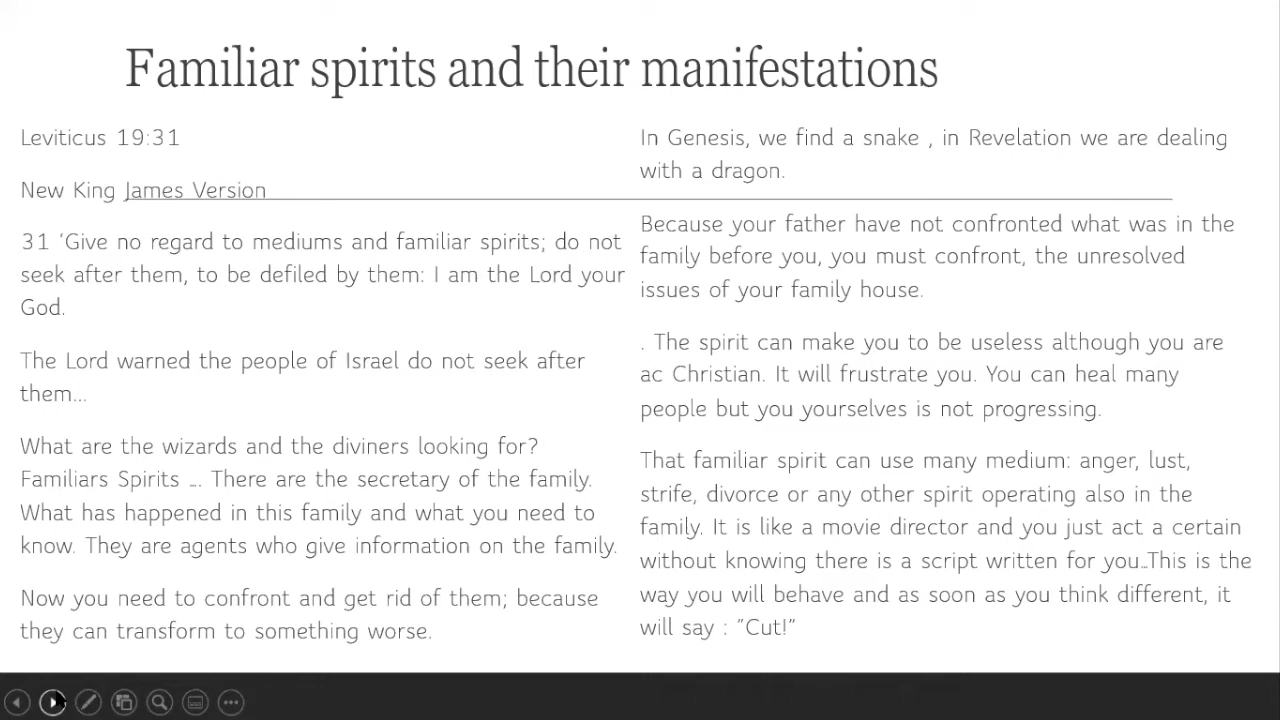 Familiar spirits and their manifestations
Leviticus 19:31
New King James Version
31 ‘Give no regard to mediums and familiar spirits; do not
seek after them, to be defiled by them: I am the Lord your
God.
The Lord warned the people of Israel do not seek after
them...
What are the wizards and the diviners looking for?
Familiars Spirits …. There are the secretary of the family.
What has happened in this family and what you need to
know. They are agents who give information on the family.
Now you need to confront and get rid of them; because
they can transform to something worse.
In Genesis, we find a snake , in Revelation we are dealing
with a dragon.
Because your father have not confronted what was in the
family before you, you must confront, the unresolved
issues of your family house.
. The spirit can make you to be useless although you are
ac Christian. It will frustrate you. You can heal many
people but you yourselves is not progressing.
That familiar spirit can use many medium: anger, lust,
strife, divorce or any other spirit operating also in the
family. It is like a movie director and you just act a certain
without knowing there is a script written for you…This is the
way you will behave and as soon as you think different, it
will say : “Cut!”